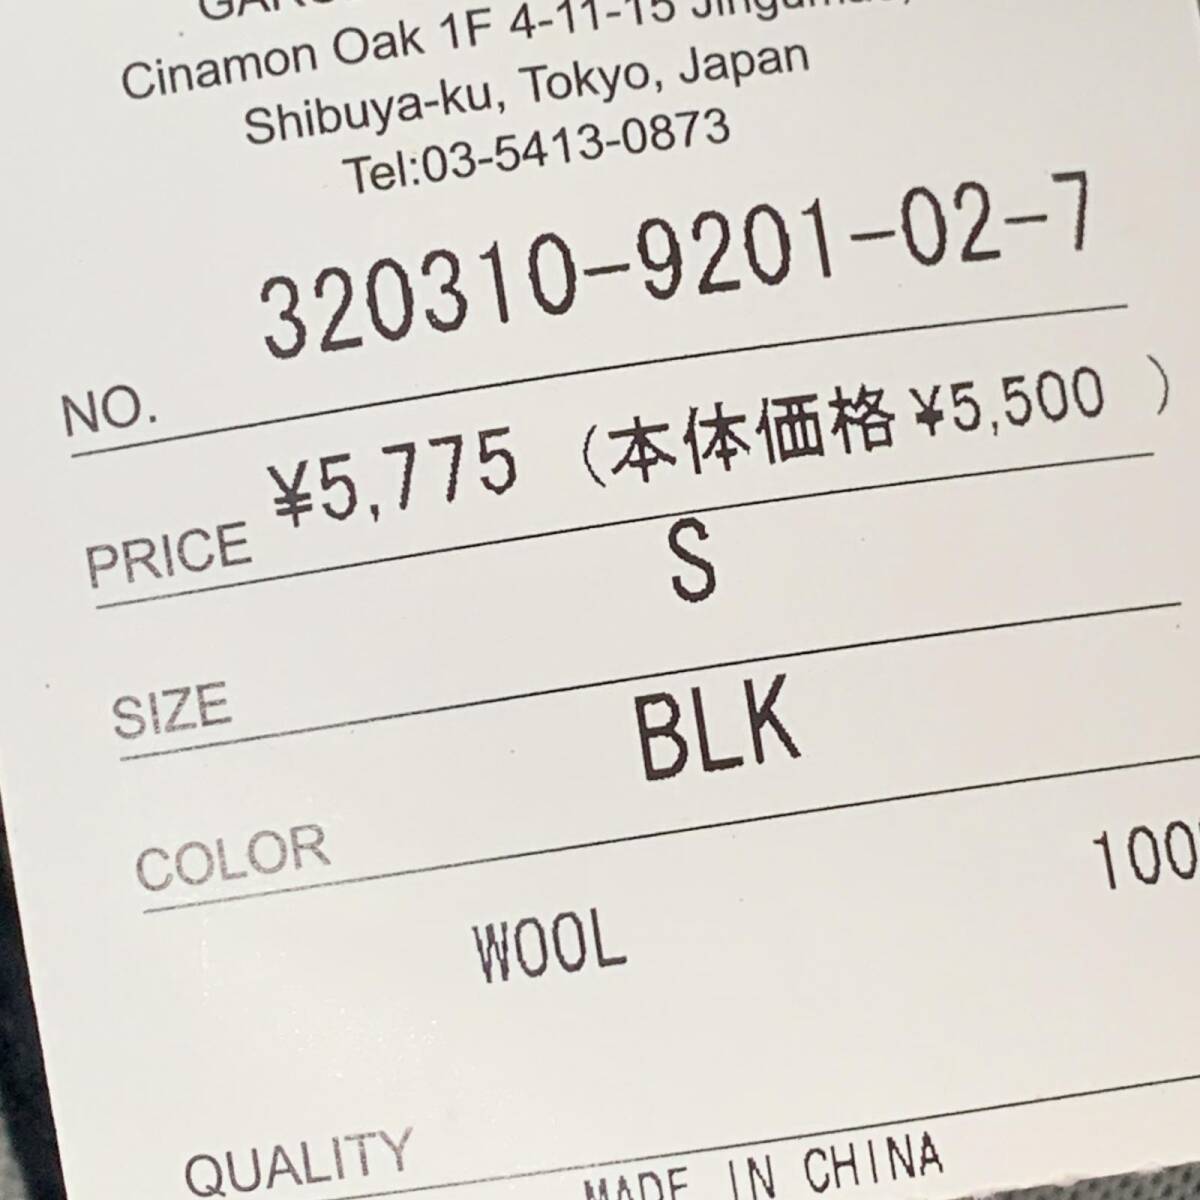 Cinamon Oak 1F 4-11-15
Shibuya-ku, Tokyo, Japan
Tel:03-5413-0873
NO. 320310-9201-02-7
PRICE ¥5,775 (本体価格¥5,500 )
SIZE S
COLOR BLK
WOOL 100
QUALITY
MADE IN CHINA